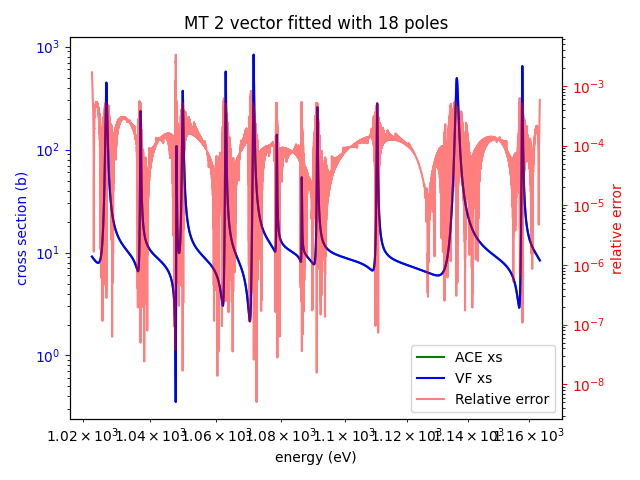 MT 2 vector fitted with 18 poles
10³
10²
10¹
10⁰
cross section (b)
10⁻³
10⁻⁴
10⁻⁵
10⁻⁶
10⁻⁷
10⁻⁸
relative error
ACE xs
VF xs
Relative error
1.02 × 10³ 1.04 × 10³ 1.06 × 10³ 1.08 × 10³ 1.1 × 10³ 1.12 × 10³ 1.14 × 10³ 1.16 × 10³
energy (eV)